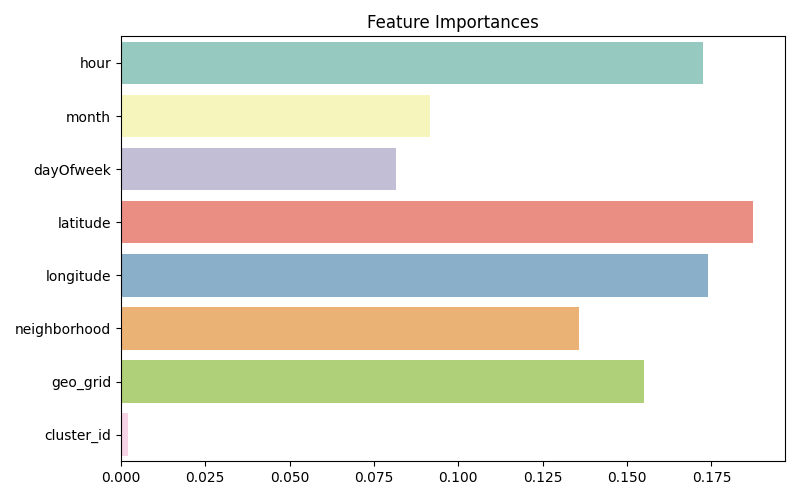 Feature Importances
hour
month
dayOfweek
latitude
longitude
neighborhood
geo_grid
cluster_id
0.000 0.025 0.050 0.075 0.100 0.125 0.150 0.175